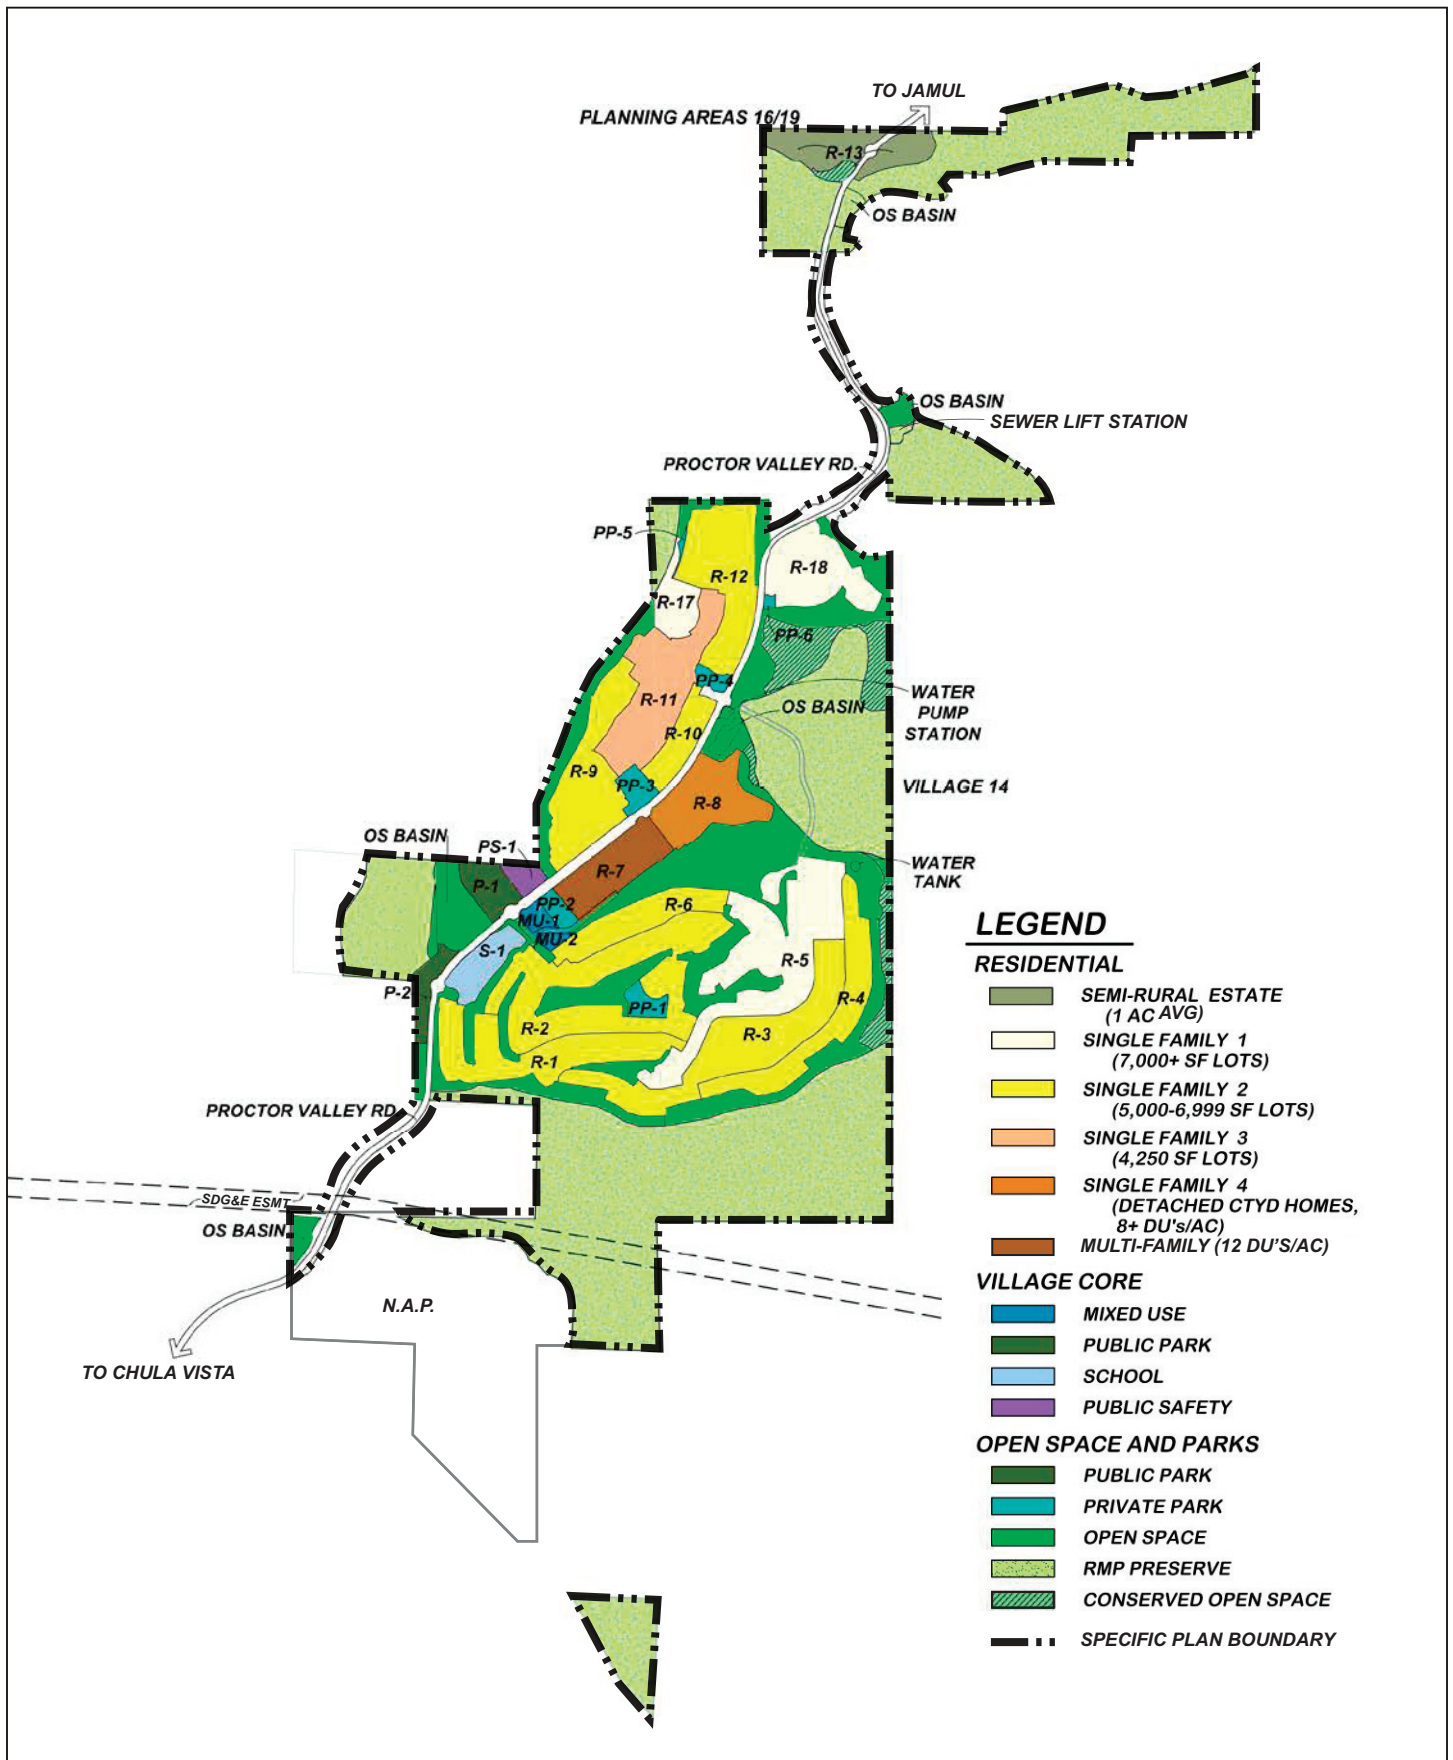 TO JAMUL
PLANNING AREAS 16/19
R-13
OS BASIN
OS BASIN
SEWER LIFT STATION
PROCTOR VALLEY RD.
PP-5
R-12
R-18
R-17
PP-6
PP-4
R-11
WATER
PUMP
STATION
OS BASIN
R-10
R-9
PP-3
R-8
VILLAGE 14
OS BASIN
PS-1
R-7
WATER
TANK
P-1
PP-2
R-6
MU-1
MU-2
S-1
R-5
P-2
R-4
PP-1
R-2
R-3
R-1
PROCTOR VALLEY RD.
SDG&E ESMT
OS BASIN
N.A.P.
TO CHULA VISTA
LEGEND
RESIDENTIAL
SEMI-RURAL ESTATE
(1 AC AVG)
SINGLE FAMILY 1
(7,000+ SF LOTS)
SINGLE FAMILY 2
(5,000-6,999 SF LOTS)
SINGLE FAMILY 3
(4,250 SF LOTS)
SINGLE FAMILY 4
(DETACHED CTYD HOMES,
8+ DU's/AC)
MULTI-FAMILY (12 DU'S/AC)
VILLAGE CORE
MIXED USE
PUBLIC PARK
SCHOOL
PUBLIC SAFETY
OPEN SPACE AND PARKS
PUBLIC PARK
PRIVATE PARK
OPEN SPACE
RMP PRESERVE
CONSERVED OPEN SPACE
SPECIFIC PLAN BOUNDARY